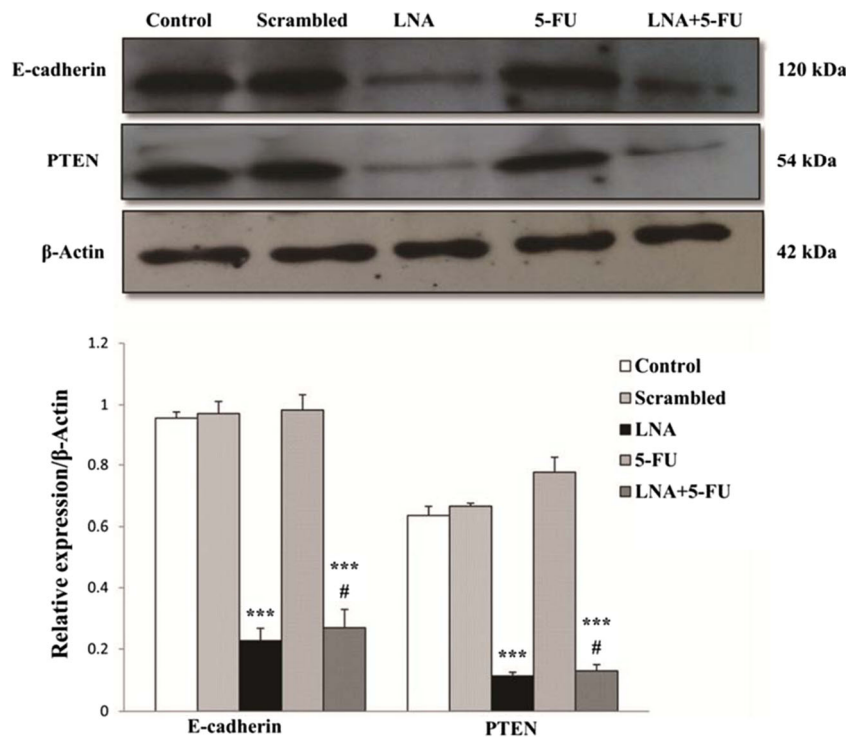 Control Scrambled LNA 5-FU LNA+5-FU
E-cadherin 120 kDa
PTEN 54 kDa
β-Actin 42 kDa
Relative expression/β-Actin
1.2
1
0.8
0.6
0.4
0.2
0
***
***
#
***
***
#
Control
Scrambled
LNA
5-FU
LNA+5-FU
E-cadherin PTEN